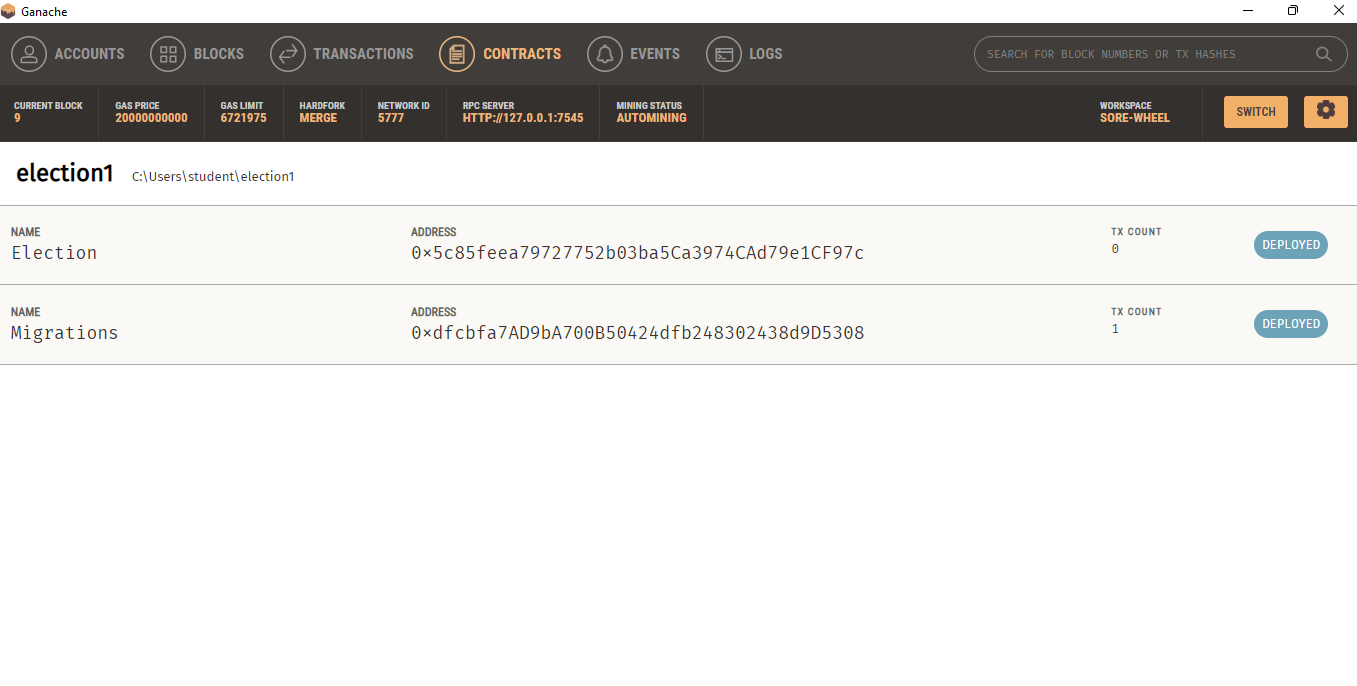 Ganache
ACCOUNTS BLOCKS TRANSACTIONS CONTRACTS EVENTS LOGS SEARCH FOR BLOCK NUMBERS OR TX HASHES
CURRENT BLOCK GAS PRICE GAS LIMIT HARDFORK NETWORK ID RPC SERVER MINING STATUS WORKSPACE
9 20000000000 6721975 MERGE 5777 HTTP://127.0.0.1:7545 AUTOMINING SORE-WHEEL SWITCH
election1 C:\Users\student\election1
NAME ADDRESS TX COUNT
Election 0×5c85feea79727752b03ba5Ca3974CAd79e1CF97c 0 DEPLOYED
NAME ADDRESS TX COUNT
Migrations 0×dfcbfa7AD9bA700B50424dfb248302438d9D5308 1 DEPLOYED